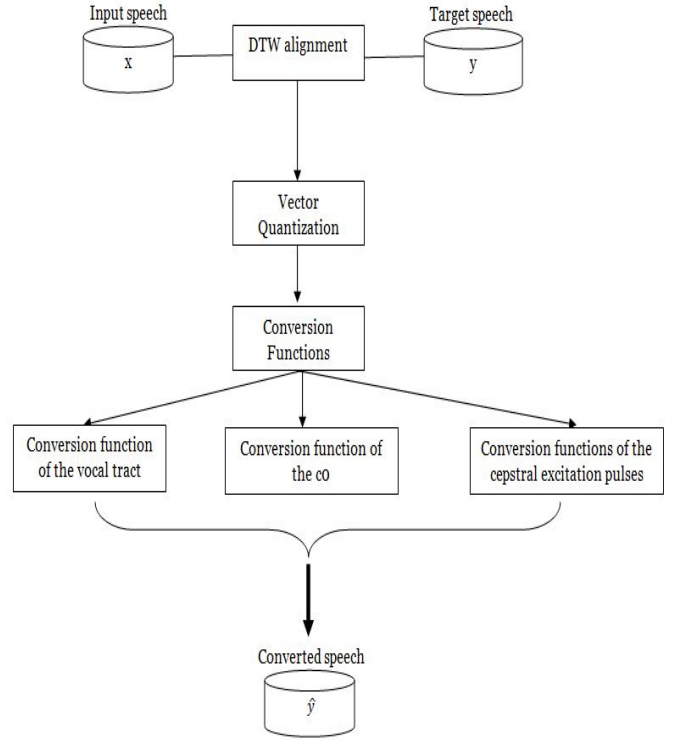 Input speech
Target speech
x
DTW alignment
y
Vector
Quantization
Conversion
Functions
Conversion function
of the vocal tract
Conversion function of
the c0
Conversion functions of the
cepstral excitation pulses
Converted speech
ŷ